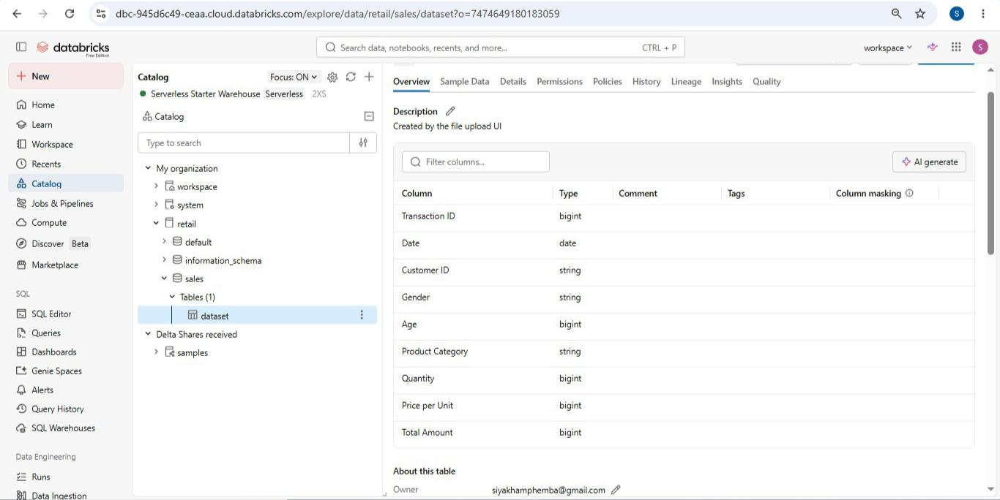 dbc-945d6c49-ceaa.cloud.databricks.com/explore/data/retail/sales/dataset?o=7474649180183059
S
databricks
Free Edition
Search data, notebooks, recents, and more...
CTRL + P
workspace
S
New
Home
Learn
Workspace
Recents
Catalog
Jobs & Pipelines
Compute
Discover Beta
Marketplace
SQL
SQL Editor
Queries
Dashboards
Genie Spaces
Alerts
Query History
SQL Warehouses
Data Engineering
Runs
Data Ingestion
Catalog
Focus: ON
Serverless Starter Warehouse Serverless 2XS
Catalog
Type to search
My organization
workspace
system
retail
default
information_schema
sales
Tables (1)
dataset
Delta Shares received
samples
Overview Sample Data Details Permissions Policies History Lineage Insights Quality
Description
Created by the file upload UI
Filter columns...
AI generate
Column Type Comment Tags Column masking
Transaction ID bigint
Date date
Customer ID string
Gender string
Age bigint
Product Category string
Quantity bigint
Price per Unit bigint
Total Amount bigint
About this table
Owner siyakhamphemba@gmail.com